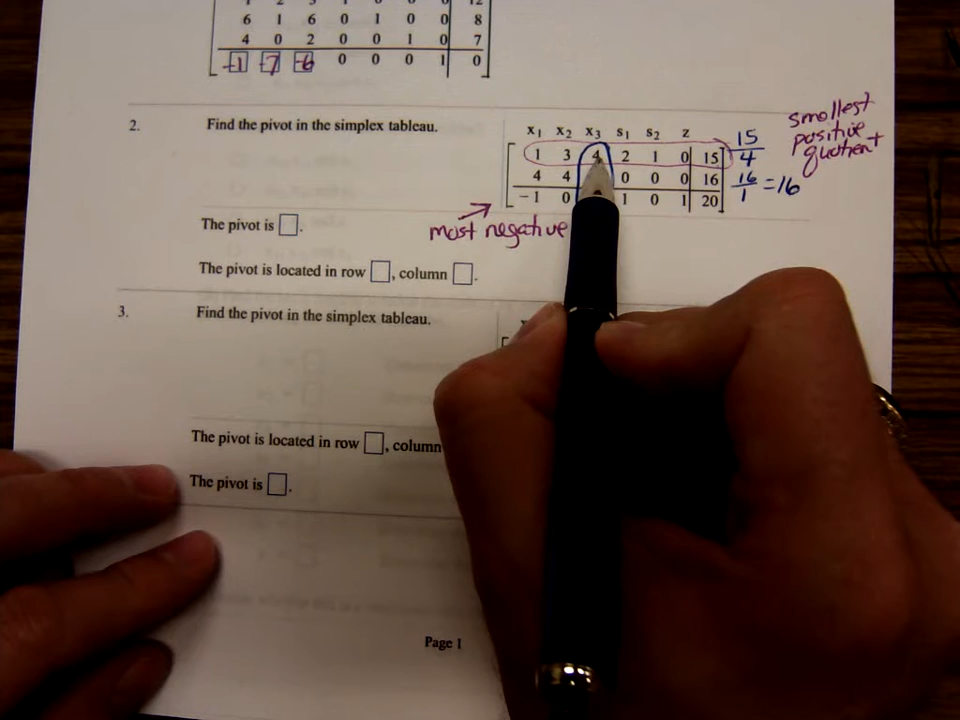 6 1 6 0 1 0 0 8
4 0 2 0 0 1 0 7
-1 -7 -6 0 0 0 1 0
2. Find the pivot in the simplex tableau.
x1 x2 x3 s1 s2 z
1 3 4 2 1 0 15
4 4 0 0 0 16
-1 0 1 0 1 20
15/4
16/1 = 16
smallest
positive
quotient
most negative
The pivot is
The pivot is located in row , column .
3. Find the pivot in the simplex tableau.
The pivot is located in row , column
The pivot is .
Page 1